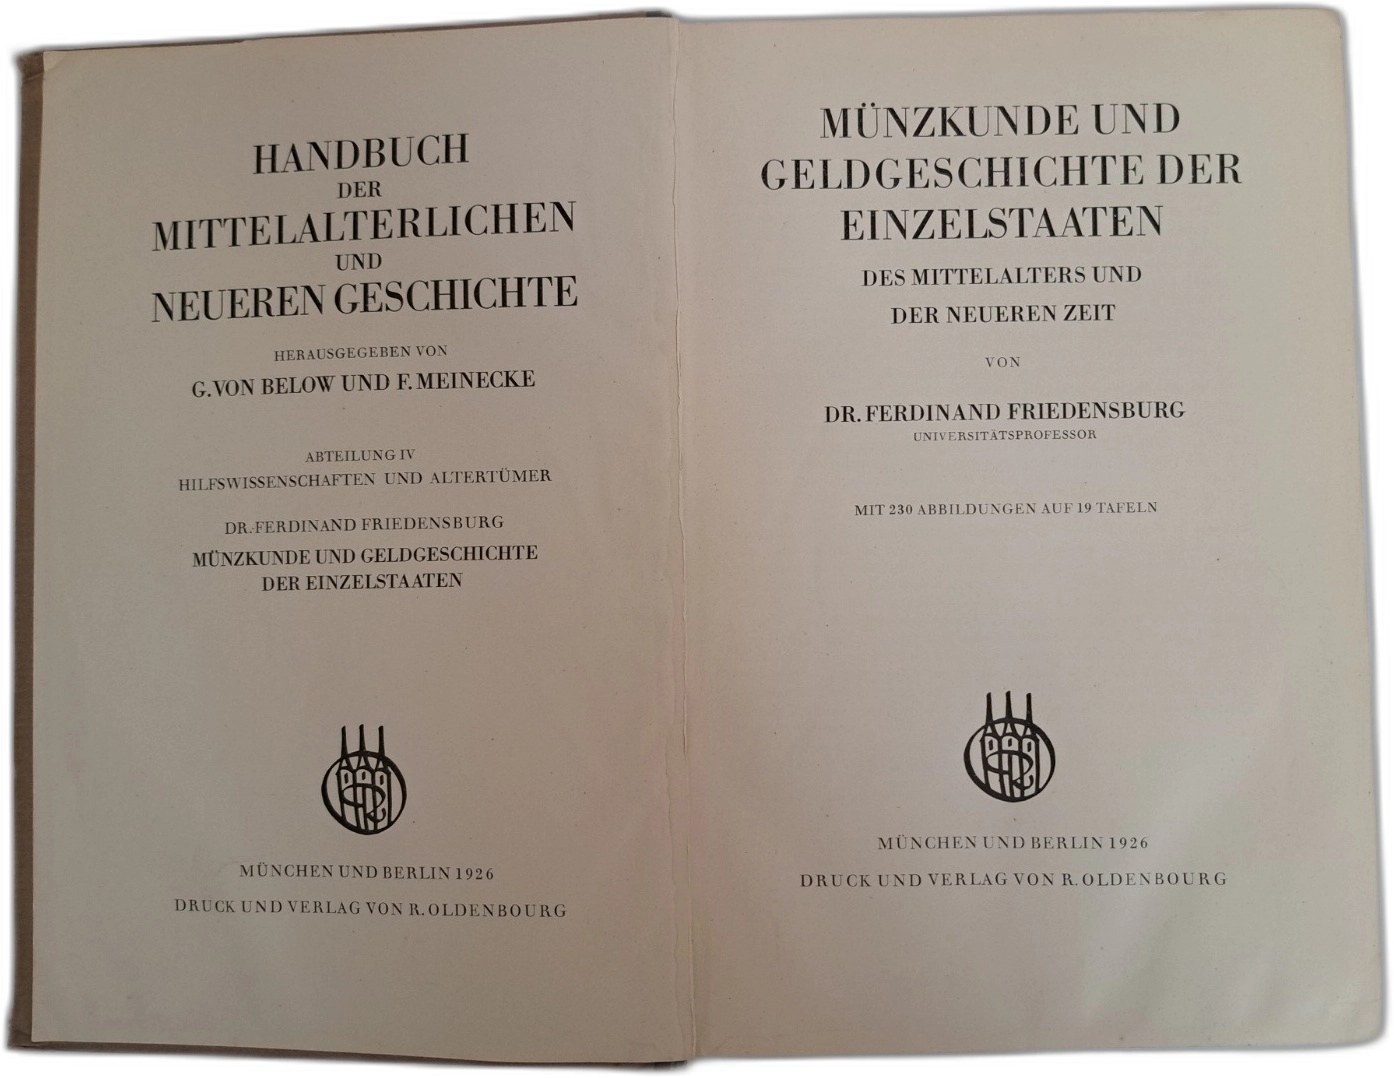 HANDBUCH
DER
MITTELALTERLICHEN
UND
NEUEREN GESCHICHTE
HERAUSGEGEBEN VON
G. VON BELOW UND F. MEINECKE
ABTEILUNG IV
HILFSWISSENSCHAFTEN UND ALTERTÜMER
DR. FERDINAND FRIEDENSBURG
MÜNZKUNDE UND GELDGESCHICHTE
DER EINZELSTAATEN
MÜNCHEN UND BERLIN 1926
DRUCK UND VERLAG VON R. OLDENBOURG
MÜNZKUNDE UND
GELDGESCHICHTE DER
EINZELSTAATEN
DES MITTELALTERS UND
DER NEUEREN ZEIT
VON
DR. FERDINAND FRIEDENSBURG
UNIVERSITÄTSPROFESSOR
MIT 230 ABBILDUNGEN AUF 19 TAFELN
MÜNCHEN UND BERLIN 1926
DRUCK UND VERLAG VON R. OLDENBOURG